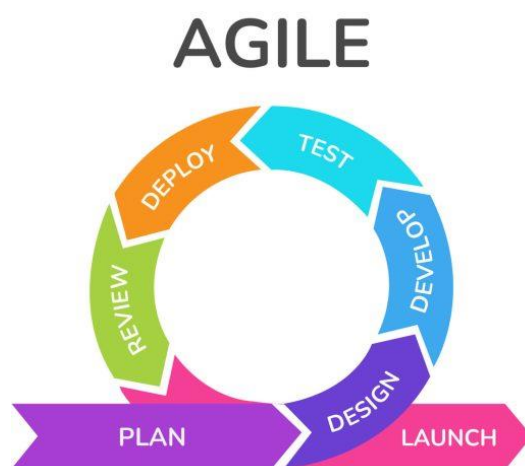 AGILE
PLAN
DESIGN
DEVELOP
TEST
DEPLOY
REVIEW
LAUNCH